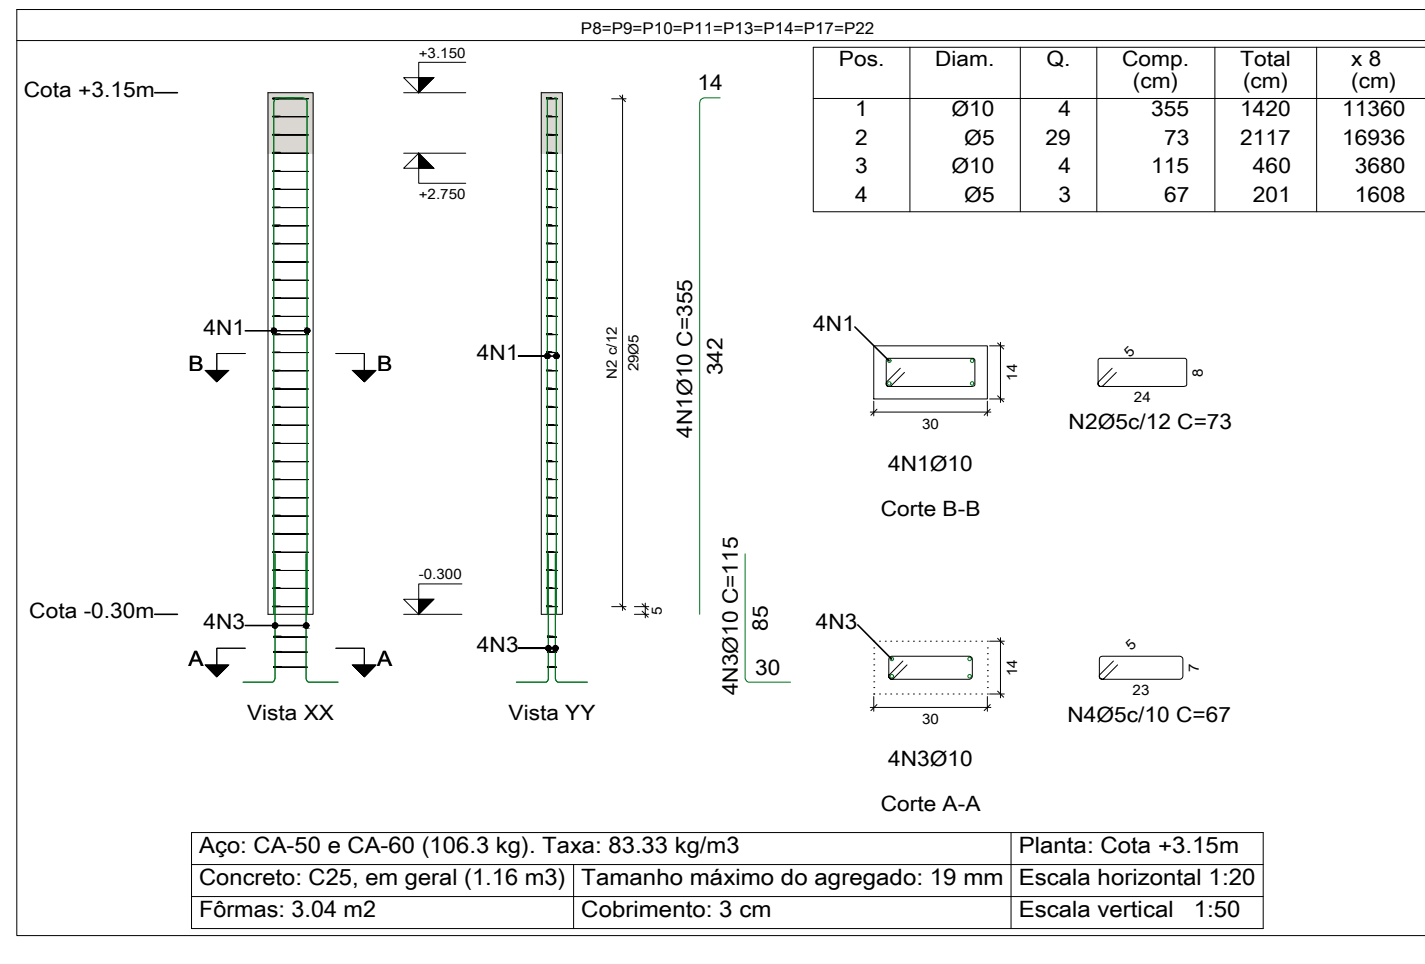 P8=P9=P10=P11=P13=P14=P17=P22
Pos. Diam. Q. Comp. (cm) Total (cm) x 8 (cm)
1 Ø10 4 355 1420 11360
2 Ø5 29 73 2117 16936
3 Ø10 4 115 460 3680
4 Ø5 3 67 201 1608
Cota +3.15m
+3.150
+2.750
4N1
B B
Cota -0.30m
-0.300
4N3
A A
Vista XX
4N1
4N3
Vista YY
N2 c/12
29Ø5
5
14
4N1Ø10 C=355
342
4N3Ø10 C=115
85
30
4N1
14
30
4N1Ø10
Corte B-B
5
8
24
N2Ø5c/12 C=73
4N3
14
30
4N3Ø10
Corte A-A
5
7
23
N4Ø5c/10 C=67
Aço: CA-50 e CA-60 (106.3 kg). Taxa: 83.33 kg/m3 Planta: Cota +3.15m
Concreto: C25, em geral (1.16 m3) Tamanho máximo do agregado: 19 mm Escala horizontal 1:20
Fôrmas: 3.04 m2 Cobrimento: 3 cm Escala vertical 1:50